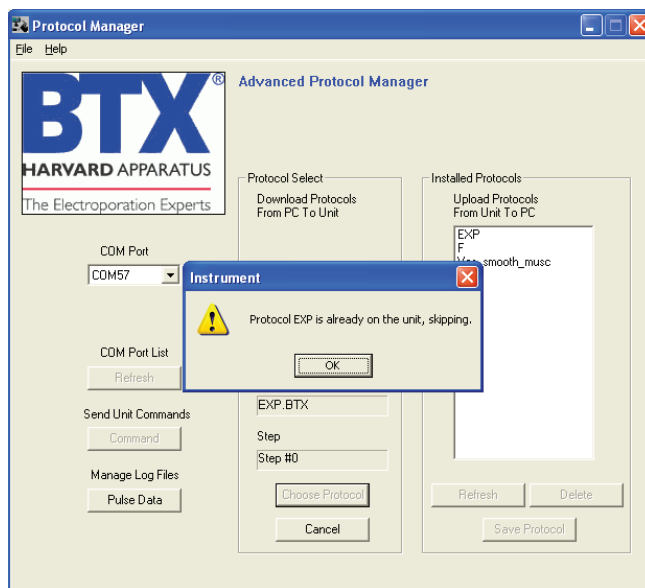 Protocol Manager
File Help
BTX®
HARVARD APPARATUS
The Electroporation Experts
Advanced Protocol Manager
COM Port
COM57
COM Port List
Refresh
Send Unit Commands
Command
Manage Log Files
Pulse Data
Protocol Select
Download Protocols
From PC To Unit
EXP.BTX
Step
Step #0
Choose Protocol
Cancel
Installed Protocols
Upload Protocols
From Unit To PC
EXP
F
smooth_musc
Refresh Delete
Save Protocol
Instrument
Protocol EXP is already on the unit, skipping.
OK